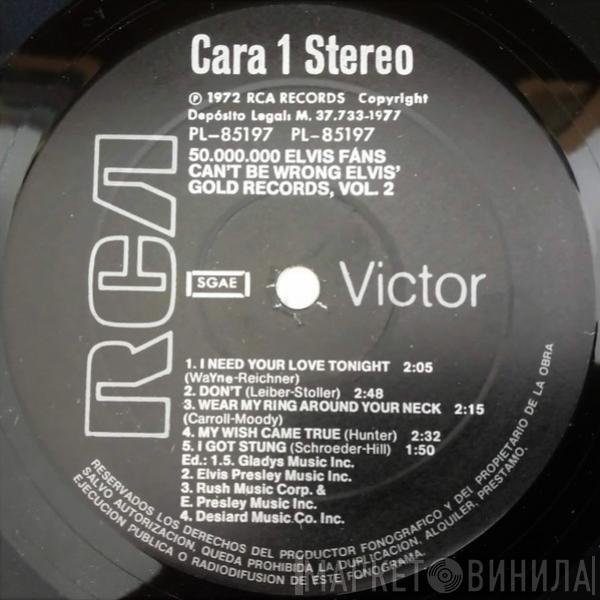 Cara 1 Stereo
℗ 1972 RCA RECORDS Copyright
Depósito Legal: M. 37.733-1977
PL-85197 PL-85197
50.000.000 ELVIS FÁNS
CAN'T BE WRONG ELVIS'
GOLD RECORDS, VOL. 2
RCA
SGAE
Victor
1. I NEED YOUR LOVE TONIGHT 2:05
(WaYne-Reichner)
2. DON'T (Leiber-Stoller) 2:48
3. WEAR MY RING AROUND YOUR NECK 2:15
(Carroll-Moody)
4. MY WISH CAME TRUE (Hunter) 2:32
5. I GOT STUNG (Schroeder-Hill) 1:50
Ed.: 1.5. Gladys Music Inc.
2. Elvis Presley Music Inc.
3. Rush Music Corp. &
E. Presley Music Inc.
4. Desiard Music Co. Inc.
RESERVADOS LOS DERECHOS DEL PRODUCTOR FONOGRAFICO Y DEL PROPIETARIO DE LA OBRA
SALVO AUTORIZACION, QUEDA PROHIBIDA LA DUPLICACION, ALQUILER, PRESTAMO,
EJECUCION PUBLICA O RADIODIFUSION DE ESTE FONOGRAMA.
МАРКЕТ ВИНИЛА